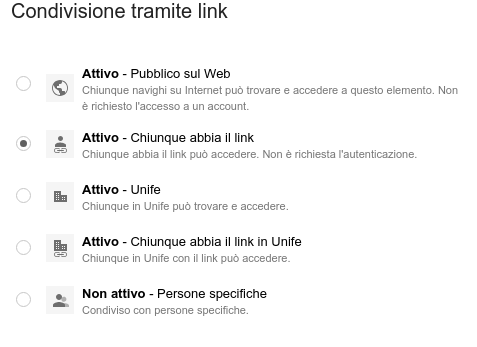 Condivisione tramite link
Attivo - Pubblico sul Web
Chiunque navighi su Internet può trovare e accedere a questo elemento. Non
è richiesto l'accesso a un account.
Attivo - Chiunque abbia il link
Chiunque abbia il link può accedere. Non è richiesta l'autenticazione.
Attivo - Unife
Chiunque in Unife può trovare e accedere.
Attivo - Chiunque abbia il link in Unife
Chiunque in Unife con il link può accedere.
Non attivo - Persone specifiche
Condiviso con persone specifiche.